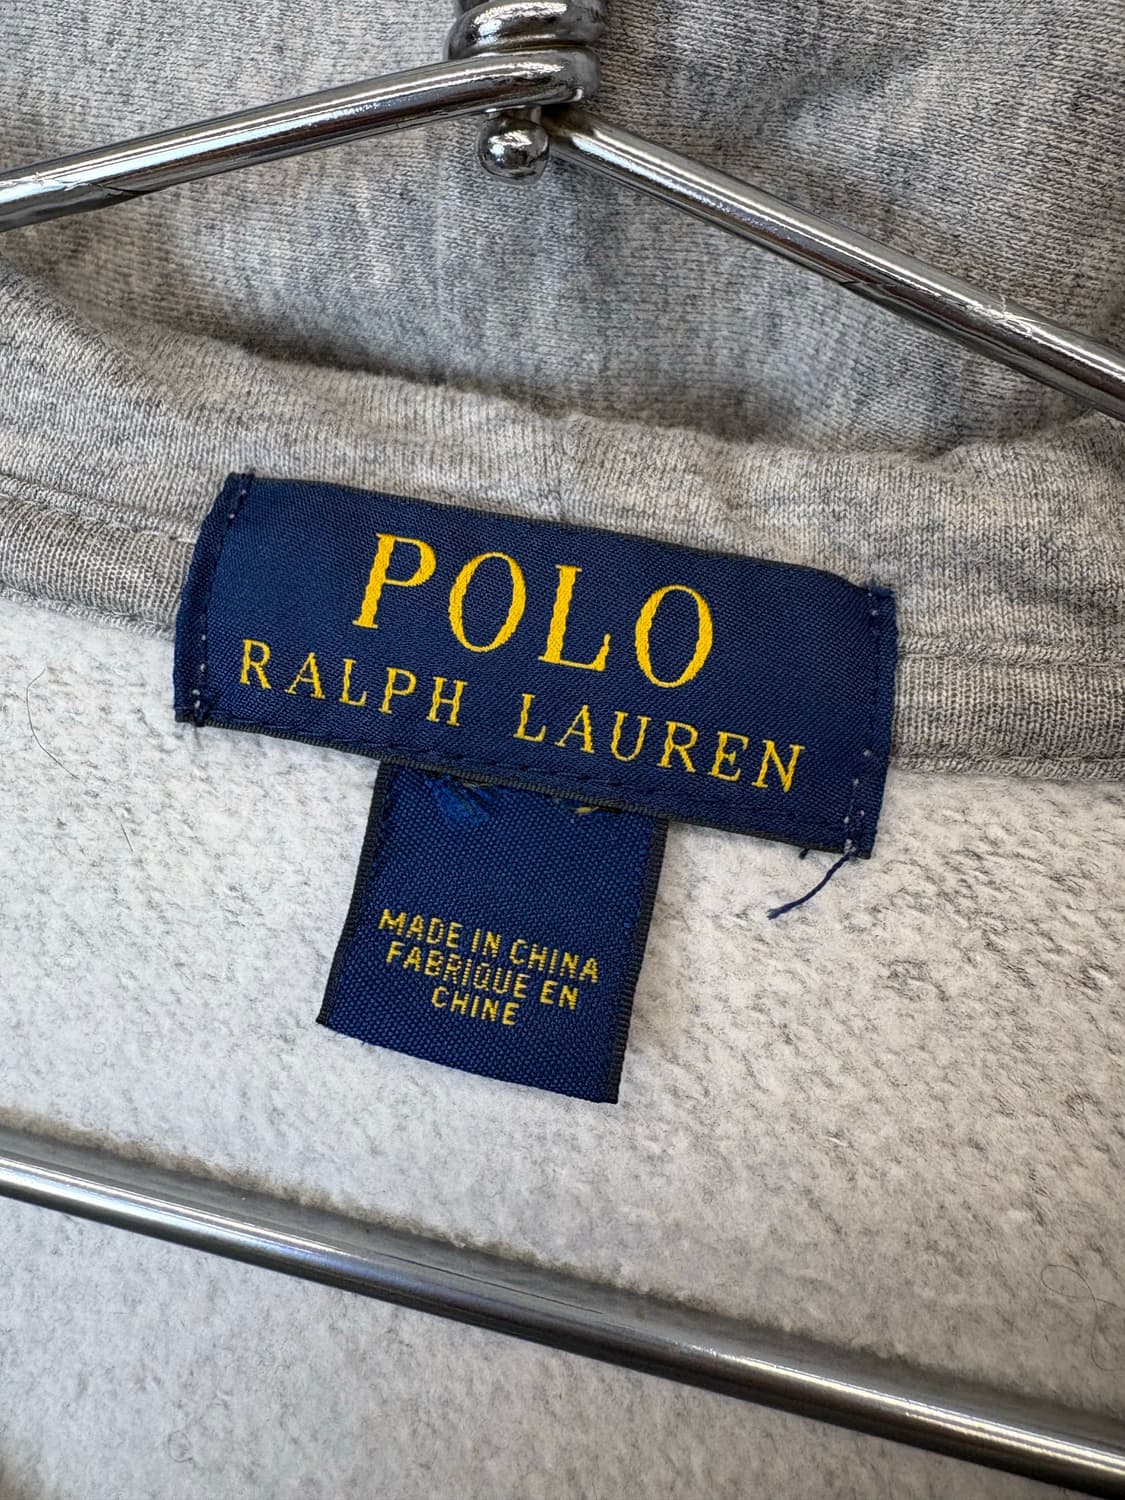 POLO
RALPH LAUREN
MADE IN CHINA
FABRIQUE EN
CHINE